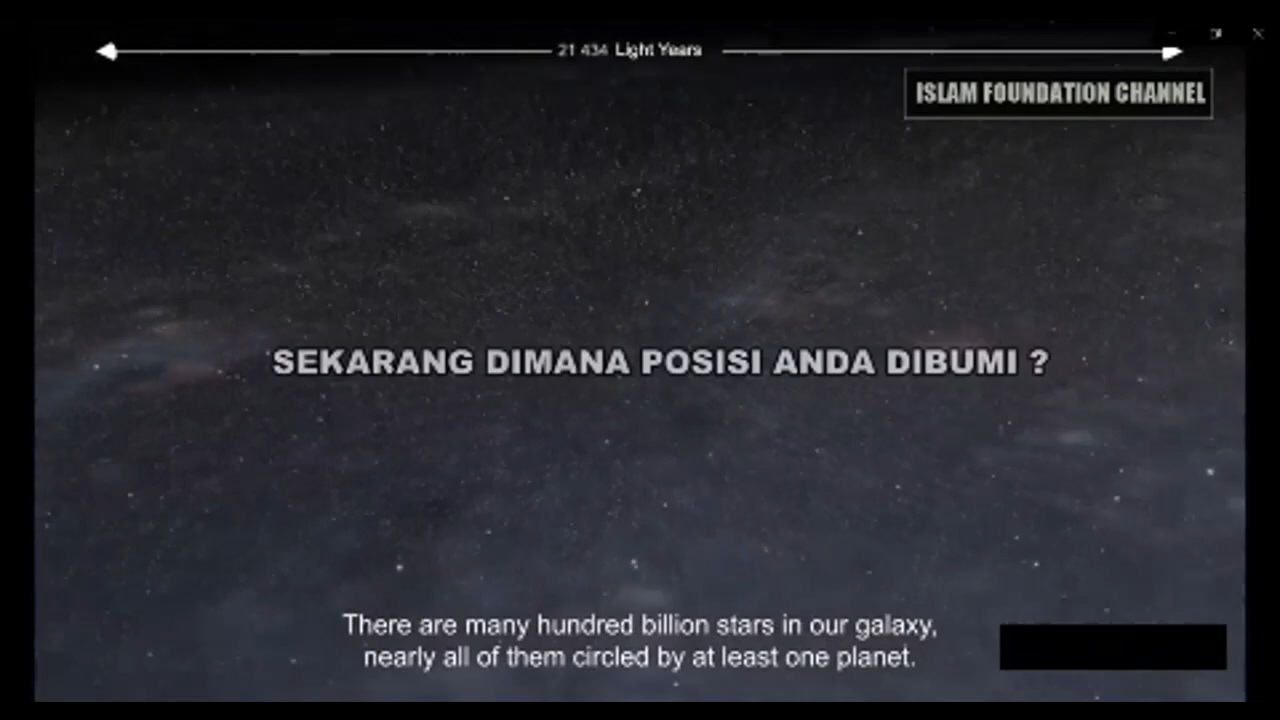 21 434 Light Years
ISLAM FOUNDATION CHANNEL
SEKARANG DIMANA POSISI ANDA DIBUMI ?
There are many hundred billion stars in our galaxy,
nearly all of them circled by at least one planet.